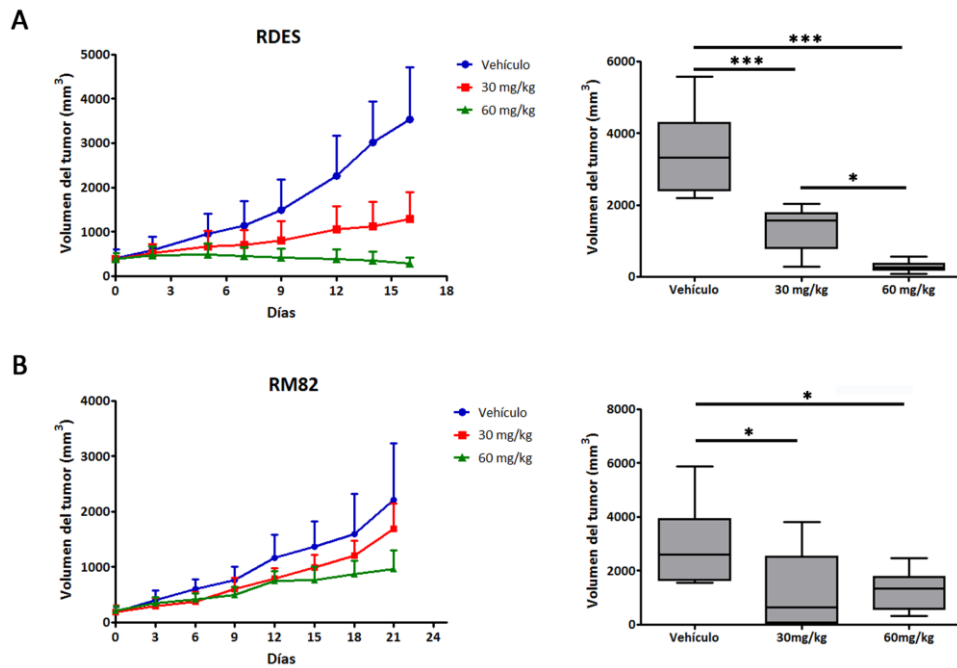 A
RDES
Volumen del tumor (mm³)
5000
4000
3000
2000
1000
0
0 3 6 9 12 15 18
Días
Vehículo
30 mg/kg
60 mg/kg
Volumen del tumor (mm³)
6000
4000
2000
0
***
***
*
Vehículo 30 mg/kg 60 mg/kg
B
RM82
Volumen del tumor (mm³)
4000
3000
2000
1000
0
0 3 6 9 12 15 18 21 24
Días
Vehículo
30 mg/kg
60 mg/kg
Volumen del tumor (mm³)
8000
6000
4000
2000
0
*
*
Vehículo 30mg/kg 60mg/kg